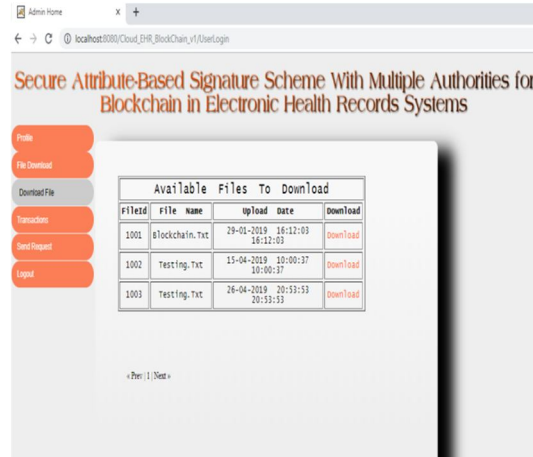 Admin Home
localhost:8080/Cloud_EHR_BlockChain_v1/UserLogin
Secure Attribute-Based Signature Scheme With Multiple Authorities for
Blockchain in Electronic Health Records Systems
Profile
File Download
Download File
Transactions
Send Request
Logout
Available Files To Download
FileId File Name Upload Date Download
1001 Blockchain.Txt 29-01-2019 16:12:03 Download
16:12:03
1002 Testing.Txt 15-04-2019 10:00:37 Download
10:00:37
1003 Testing.Txt 26-04-2019 20:53:53 Download
20:53:53
« Prev | 1 | Next »